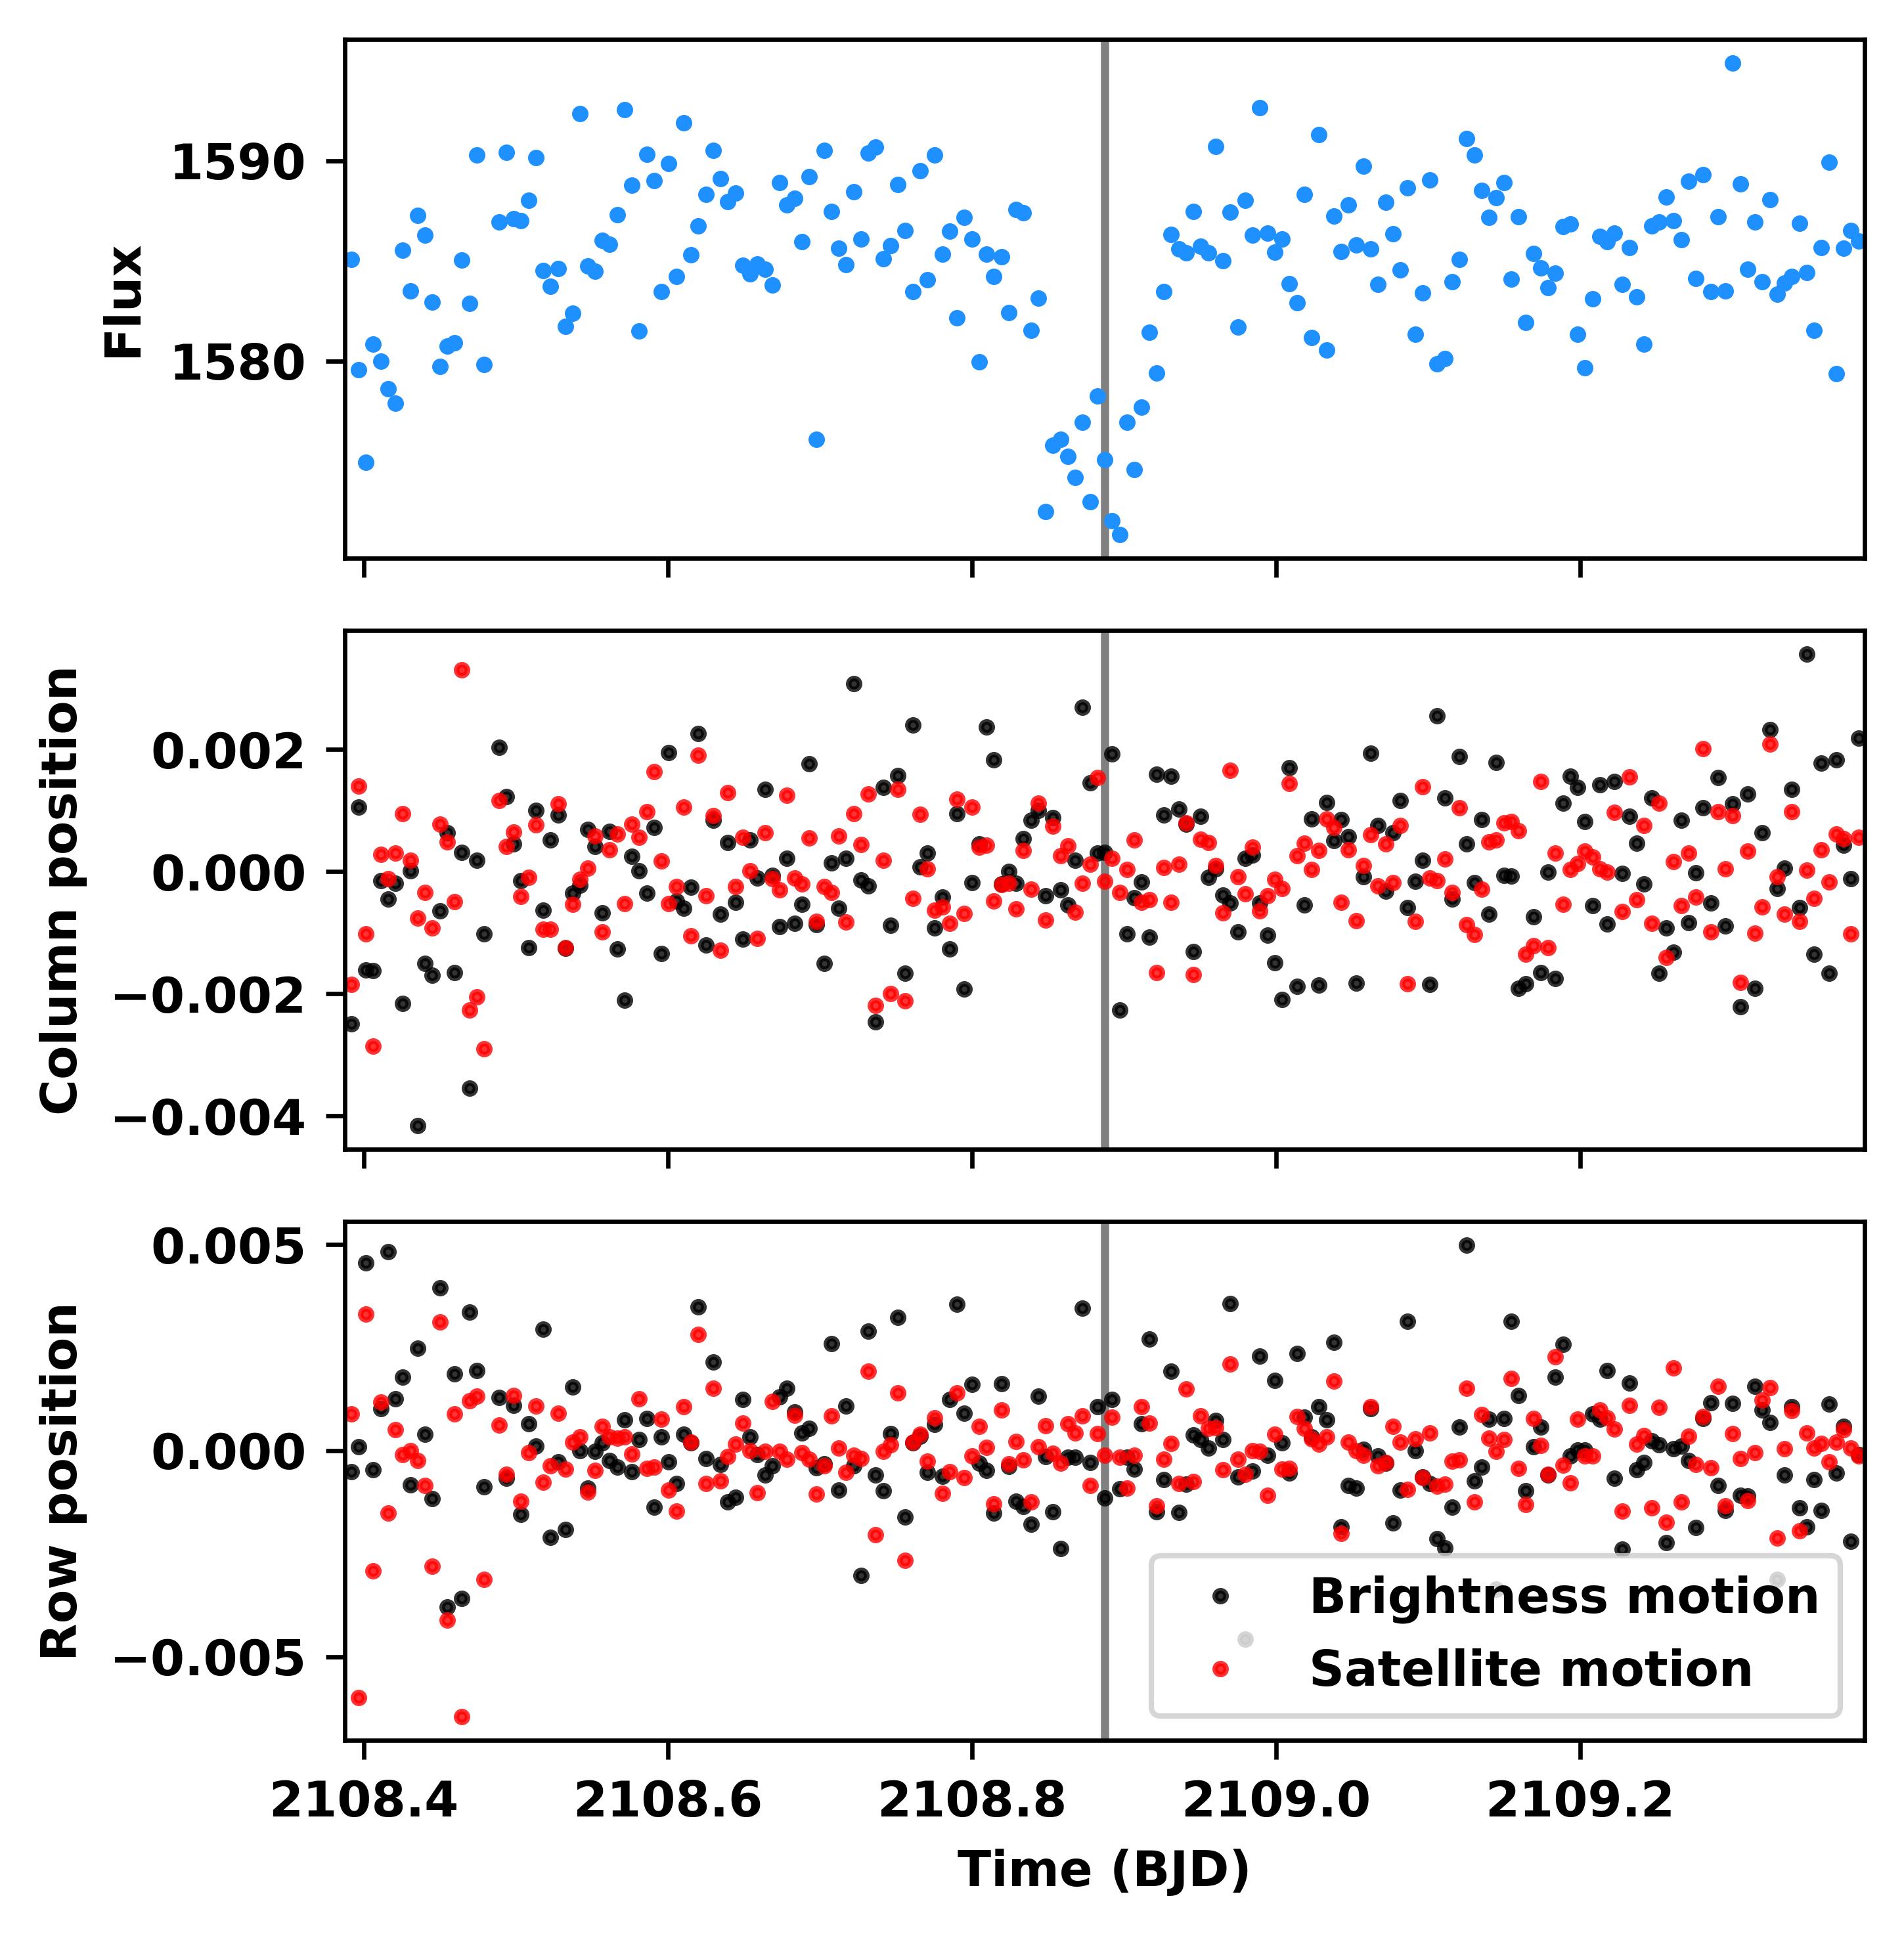 Flux
1590
1580
Column position
0.002
0.000
−0.002
−0.004
Row position
0.005
0.000
−0.005
Brightness motion
Satellite motion
2108.4 2108.6 2108.8 2109.0 2109.2
Time (BJD)